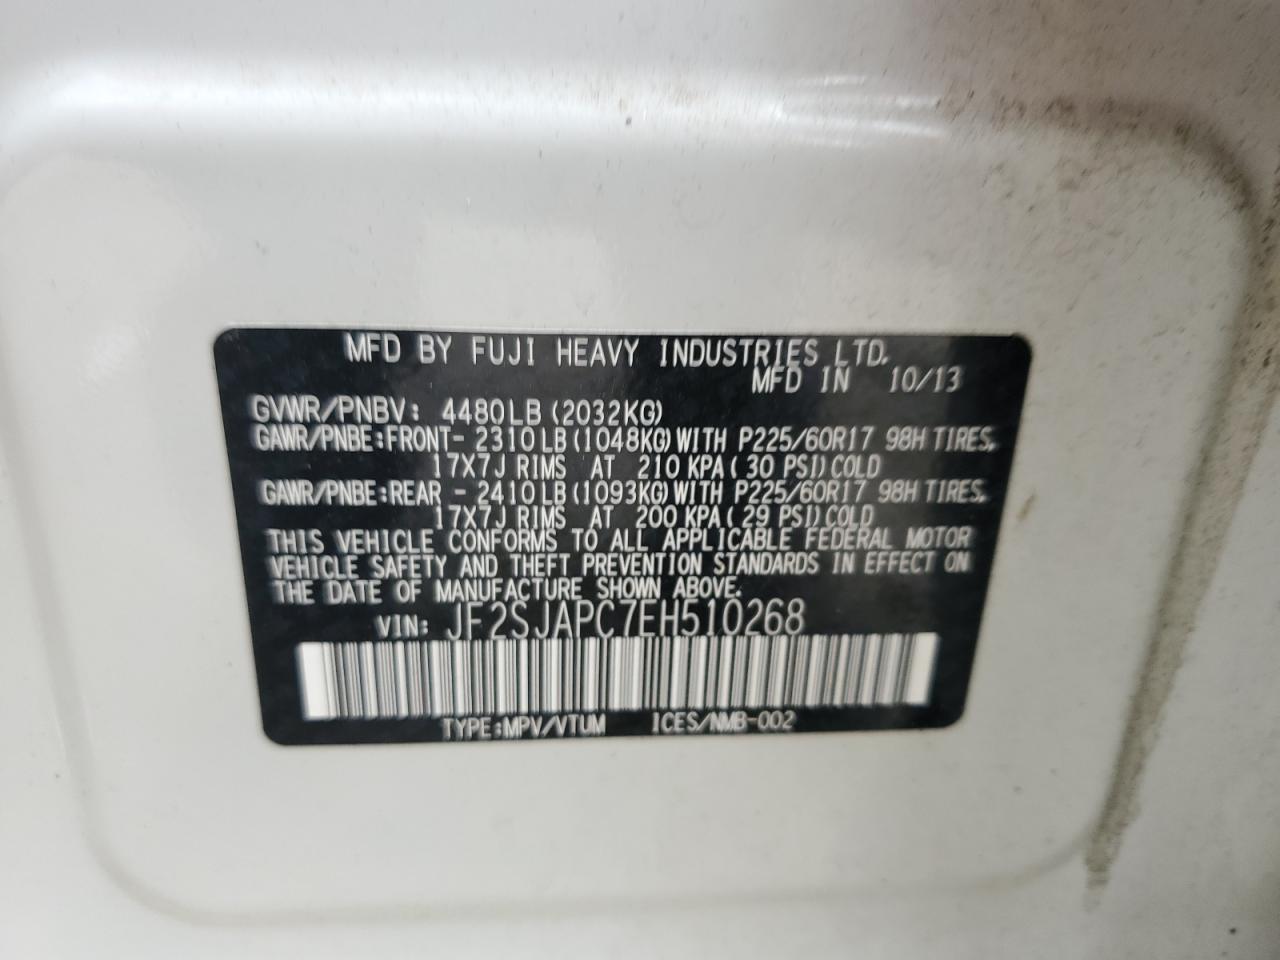 MFD BY FUJI HEAVY INDUSTRIES LTD.
MFD IN 10/13
GVWR/PNBV: 4480LB (2032KG)
GAWR/PNBE:FRONT- 2310LB(1048KG)WITH P225/60R17 98H TIRES,
17X7J RIMS AT 210 KPA( 30 PSI)COLD
GAWR/PNBE:REAR - 2410LB(1093KG)WITH P225/60R17 98H TIRES,
17X7J RIMS AT 200 KPA( 29 PSI)COLD
THIS VEHICLE CONFORMS TO ALL APPLICABLE FEDERAL MOTOR
VEHICLE SAFETY AND THEFT PREVENTION STANDARDS IN EFFECT ON
THE DATE OF MANUFACTURE SHOWN ABOVE.
VIN: JF2SJAPC7EH510268
TYPE:MPV/VTUM ICES/NMB-002